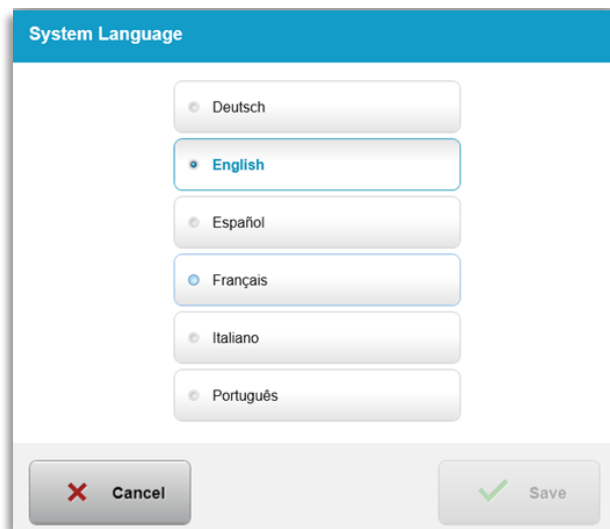 System Language
Deutsch
English
Español
Français
Italiano
Português
Cancel
Save